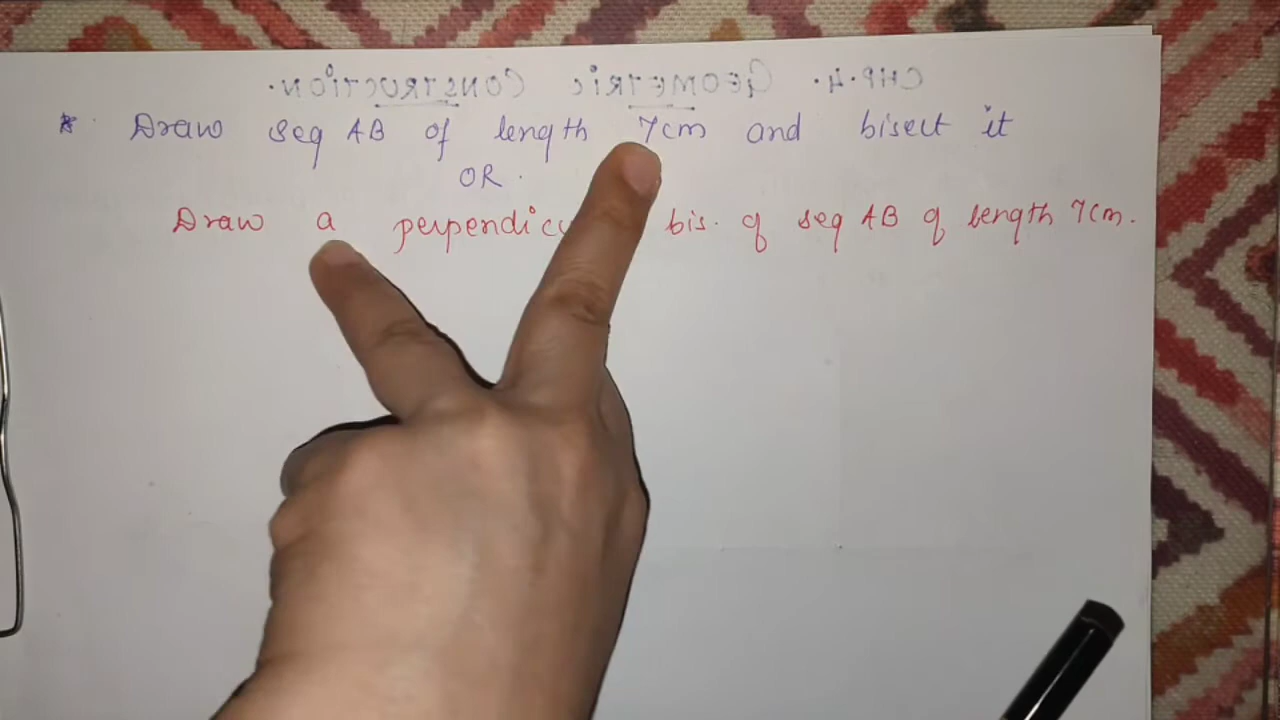 CHP.4. GEOMETRIC CONSTRUCTION.
* Draw seg AB of length 7cm and bisect it
OR.
Draw a bis. of seg AB of length 7cm.